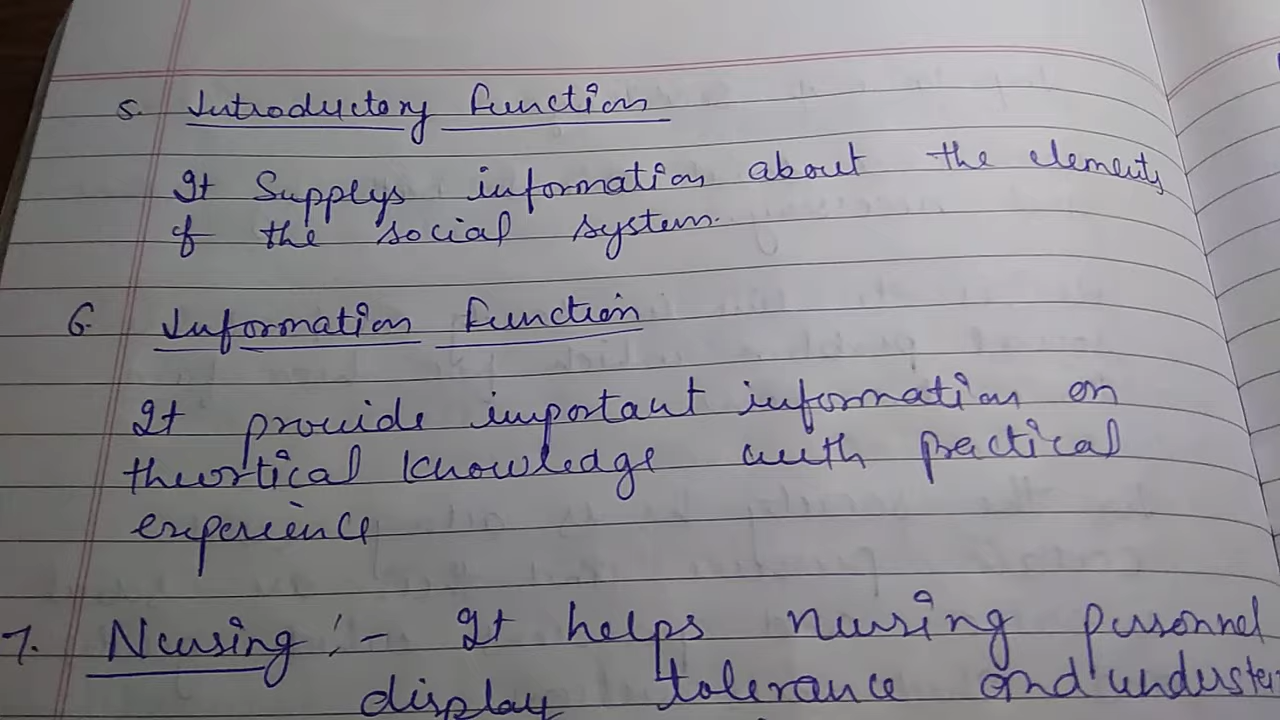 5. Introductory Function
It Supplys information about the elements
of the social system.
6. Information Function
It provide important information on
theortical knowledge with practical
experience
7. Nursing :- It helps nursing personnel
display tolerance and